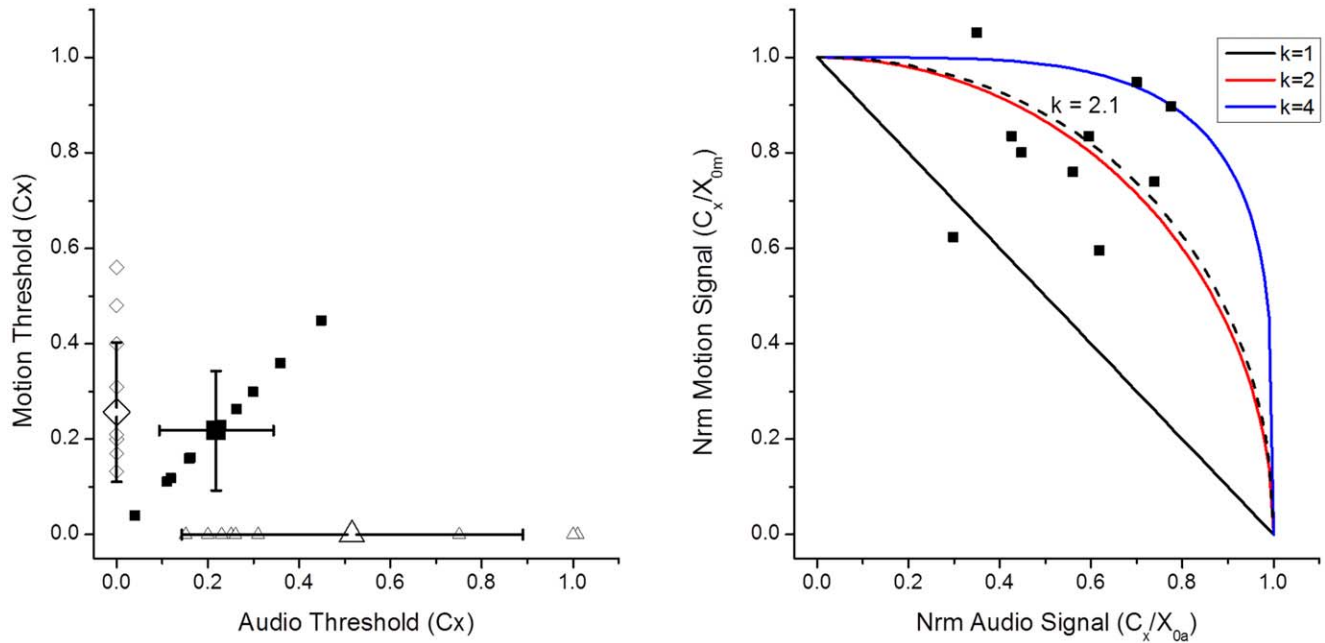 Motion Threshold (Cx)
1.0
0.8
0.6
0.4
0.2
0.0
0.0 0.2 0.4 0.6 0.8 1.0
Audio Threshold (Cx)
Nrm Motion Signal (Cx/X0m)
1.0
0.8
0.6
0.4
0.2
0.0
k = 2.1
k=1
k=2
k=4
0.0 0.2 0.4 0.6 0.8 1.0
Nrm Audio Signal (Cx/X0a)